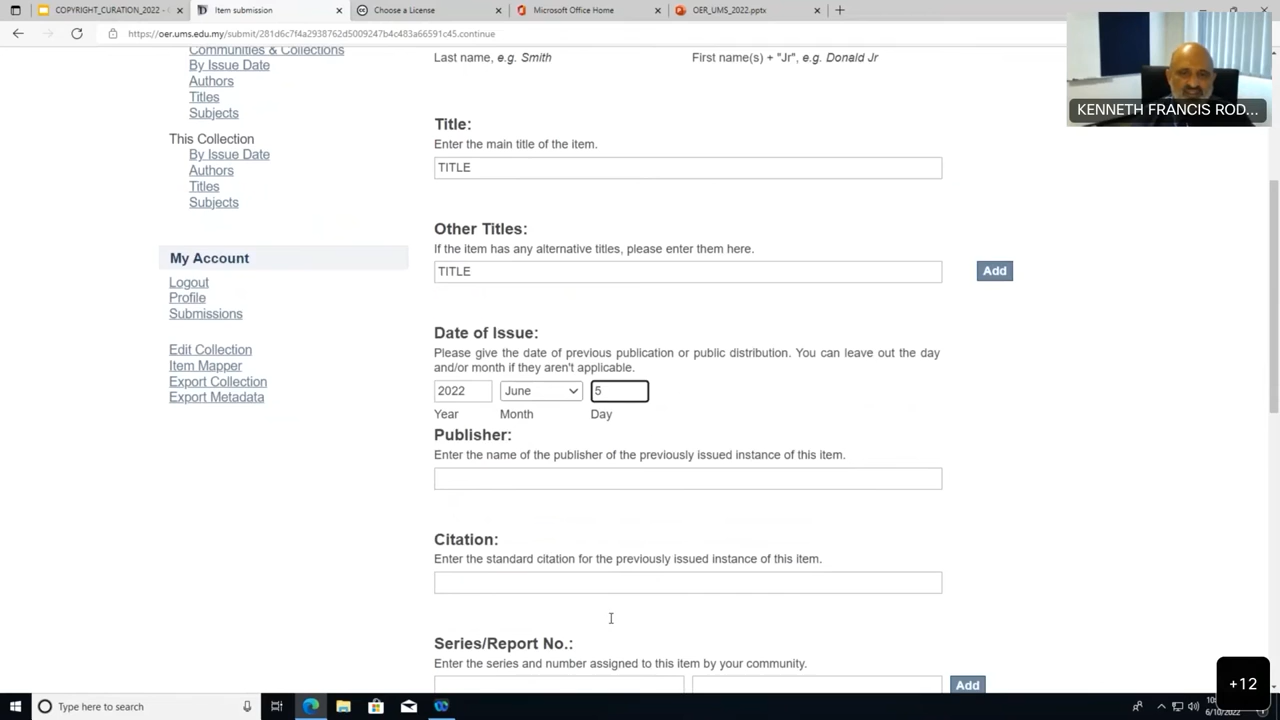 COPYRIGHT_CURATION_2022 - G
Item submission
Choose a License
Microsoft Office Home
OER_UMS_2022.pptx
https://oer.ums.edu.my/submit/281d6c7f4a2938762d5009247b4c483a66591c45.continue
KENNETH FRANCIS ROD...
Communities & Collections
By Issue Date
Authors
Titles
Subjects
This Collection
By Issue Date
Authors
Titles
Subjects
My Account
Logout
Profile
Submissions
Edit Collection
Item Mapper
Export Collection
Export Metadata
Last name, e.g. Smith
First name(s) + "Jr", e.g. Donald Jr
Title:
Enter the main title of the item.
TITLE
Other Titles:
If the item has any alternative titles, please enter them here.
TITLE
Add
Date of Issue:
Please give the date of previous publication or public distribution. You can leave out the day
and/or month if they aren't applicable.
2022 June 5
Year Month Day
Publisher:
Enter the name of the publisher of the previously issued instance of this item.
Citation:
Enter the standard citation for the previously issued instance of this item.
Series/Report No.:
Enter the series and number assigned to this item by your community.
Add
+12
Type here to search
6/10/2022